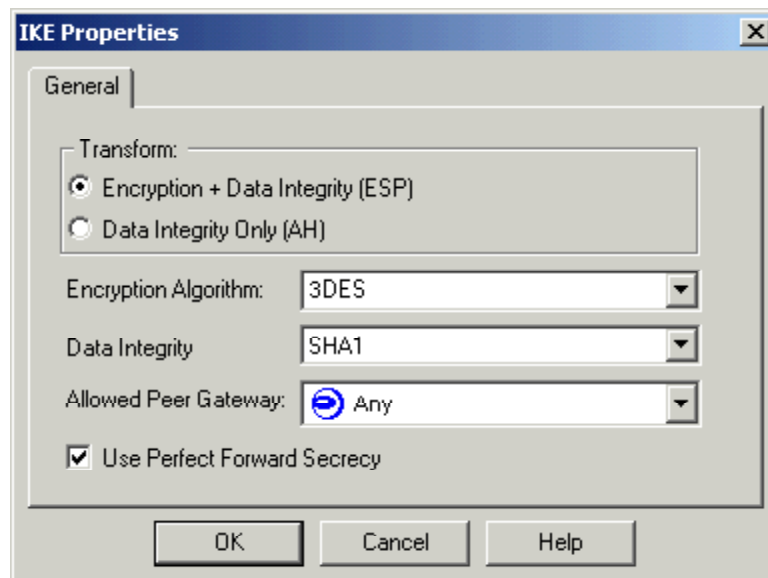 IKE Properties
General
Transform:
Encryption + Data Integrity (ESP)
Data Integrity Only (AH)
Encryption Algorithm: 3DES
Data Integrity SHA1
Allowed Peer Gateway: Any
Use Perfect Forward Secrecy
OK Cancel Help